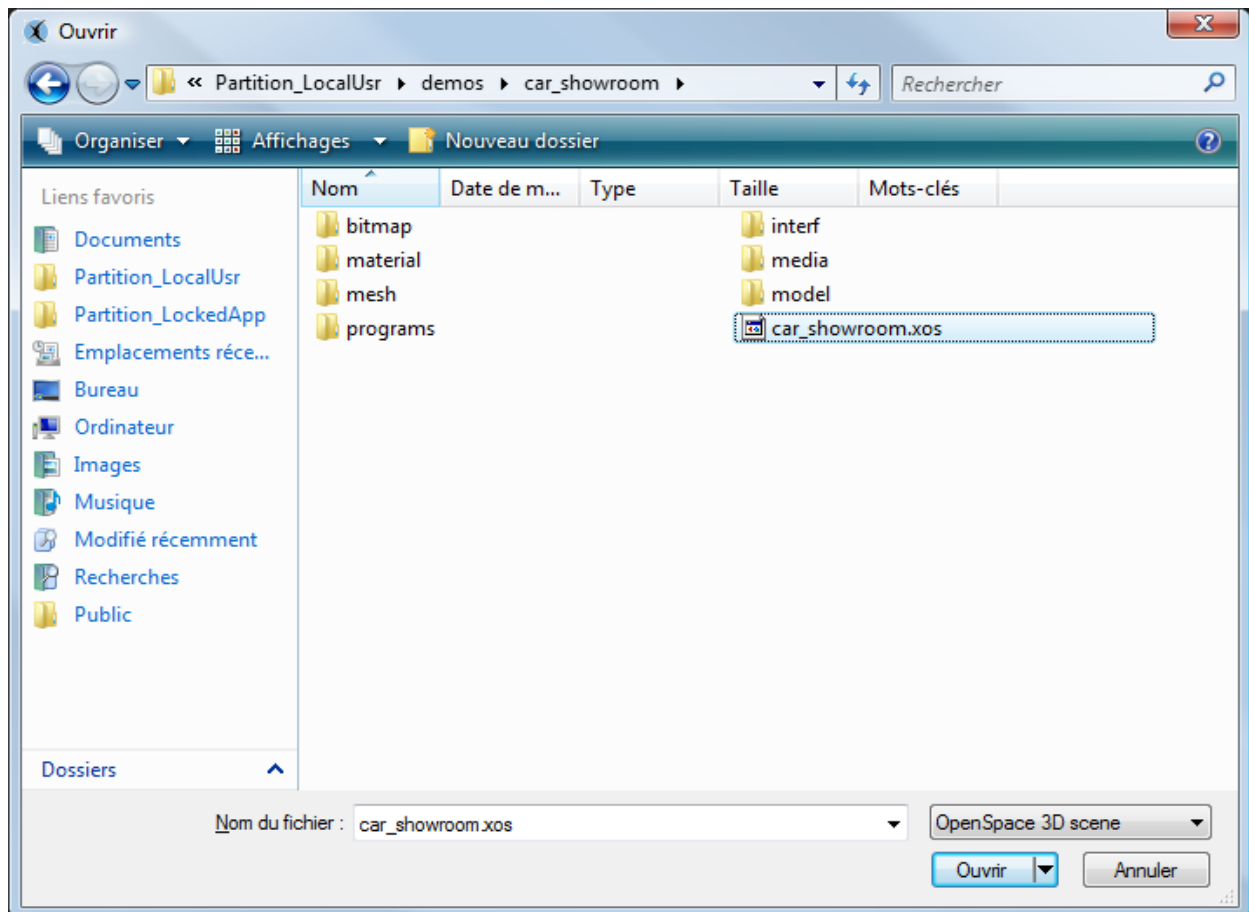 Ouvrir
« Partition_LocalUsr ▸ demos ▸ car_showroom ▸ Rechercher
Organiser Affichages Nouveau dossier
Liens favoris
Documents
Partition_LocalUsr
Partition_LockedApp
Emplacements réce...
Bureau
Ordinateur
Images
Musique
Modifié récemment
Recherches
Public
Dossiers
Nom Date de m... Type Taille Mots-clés
bitmap interf
material media
mesh model
programs car_showroom.xos
Nom du fichier : car_showroom.xos OpenSpace 3D scene
Ouvrir Annuler